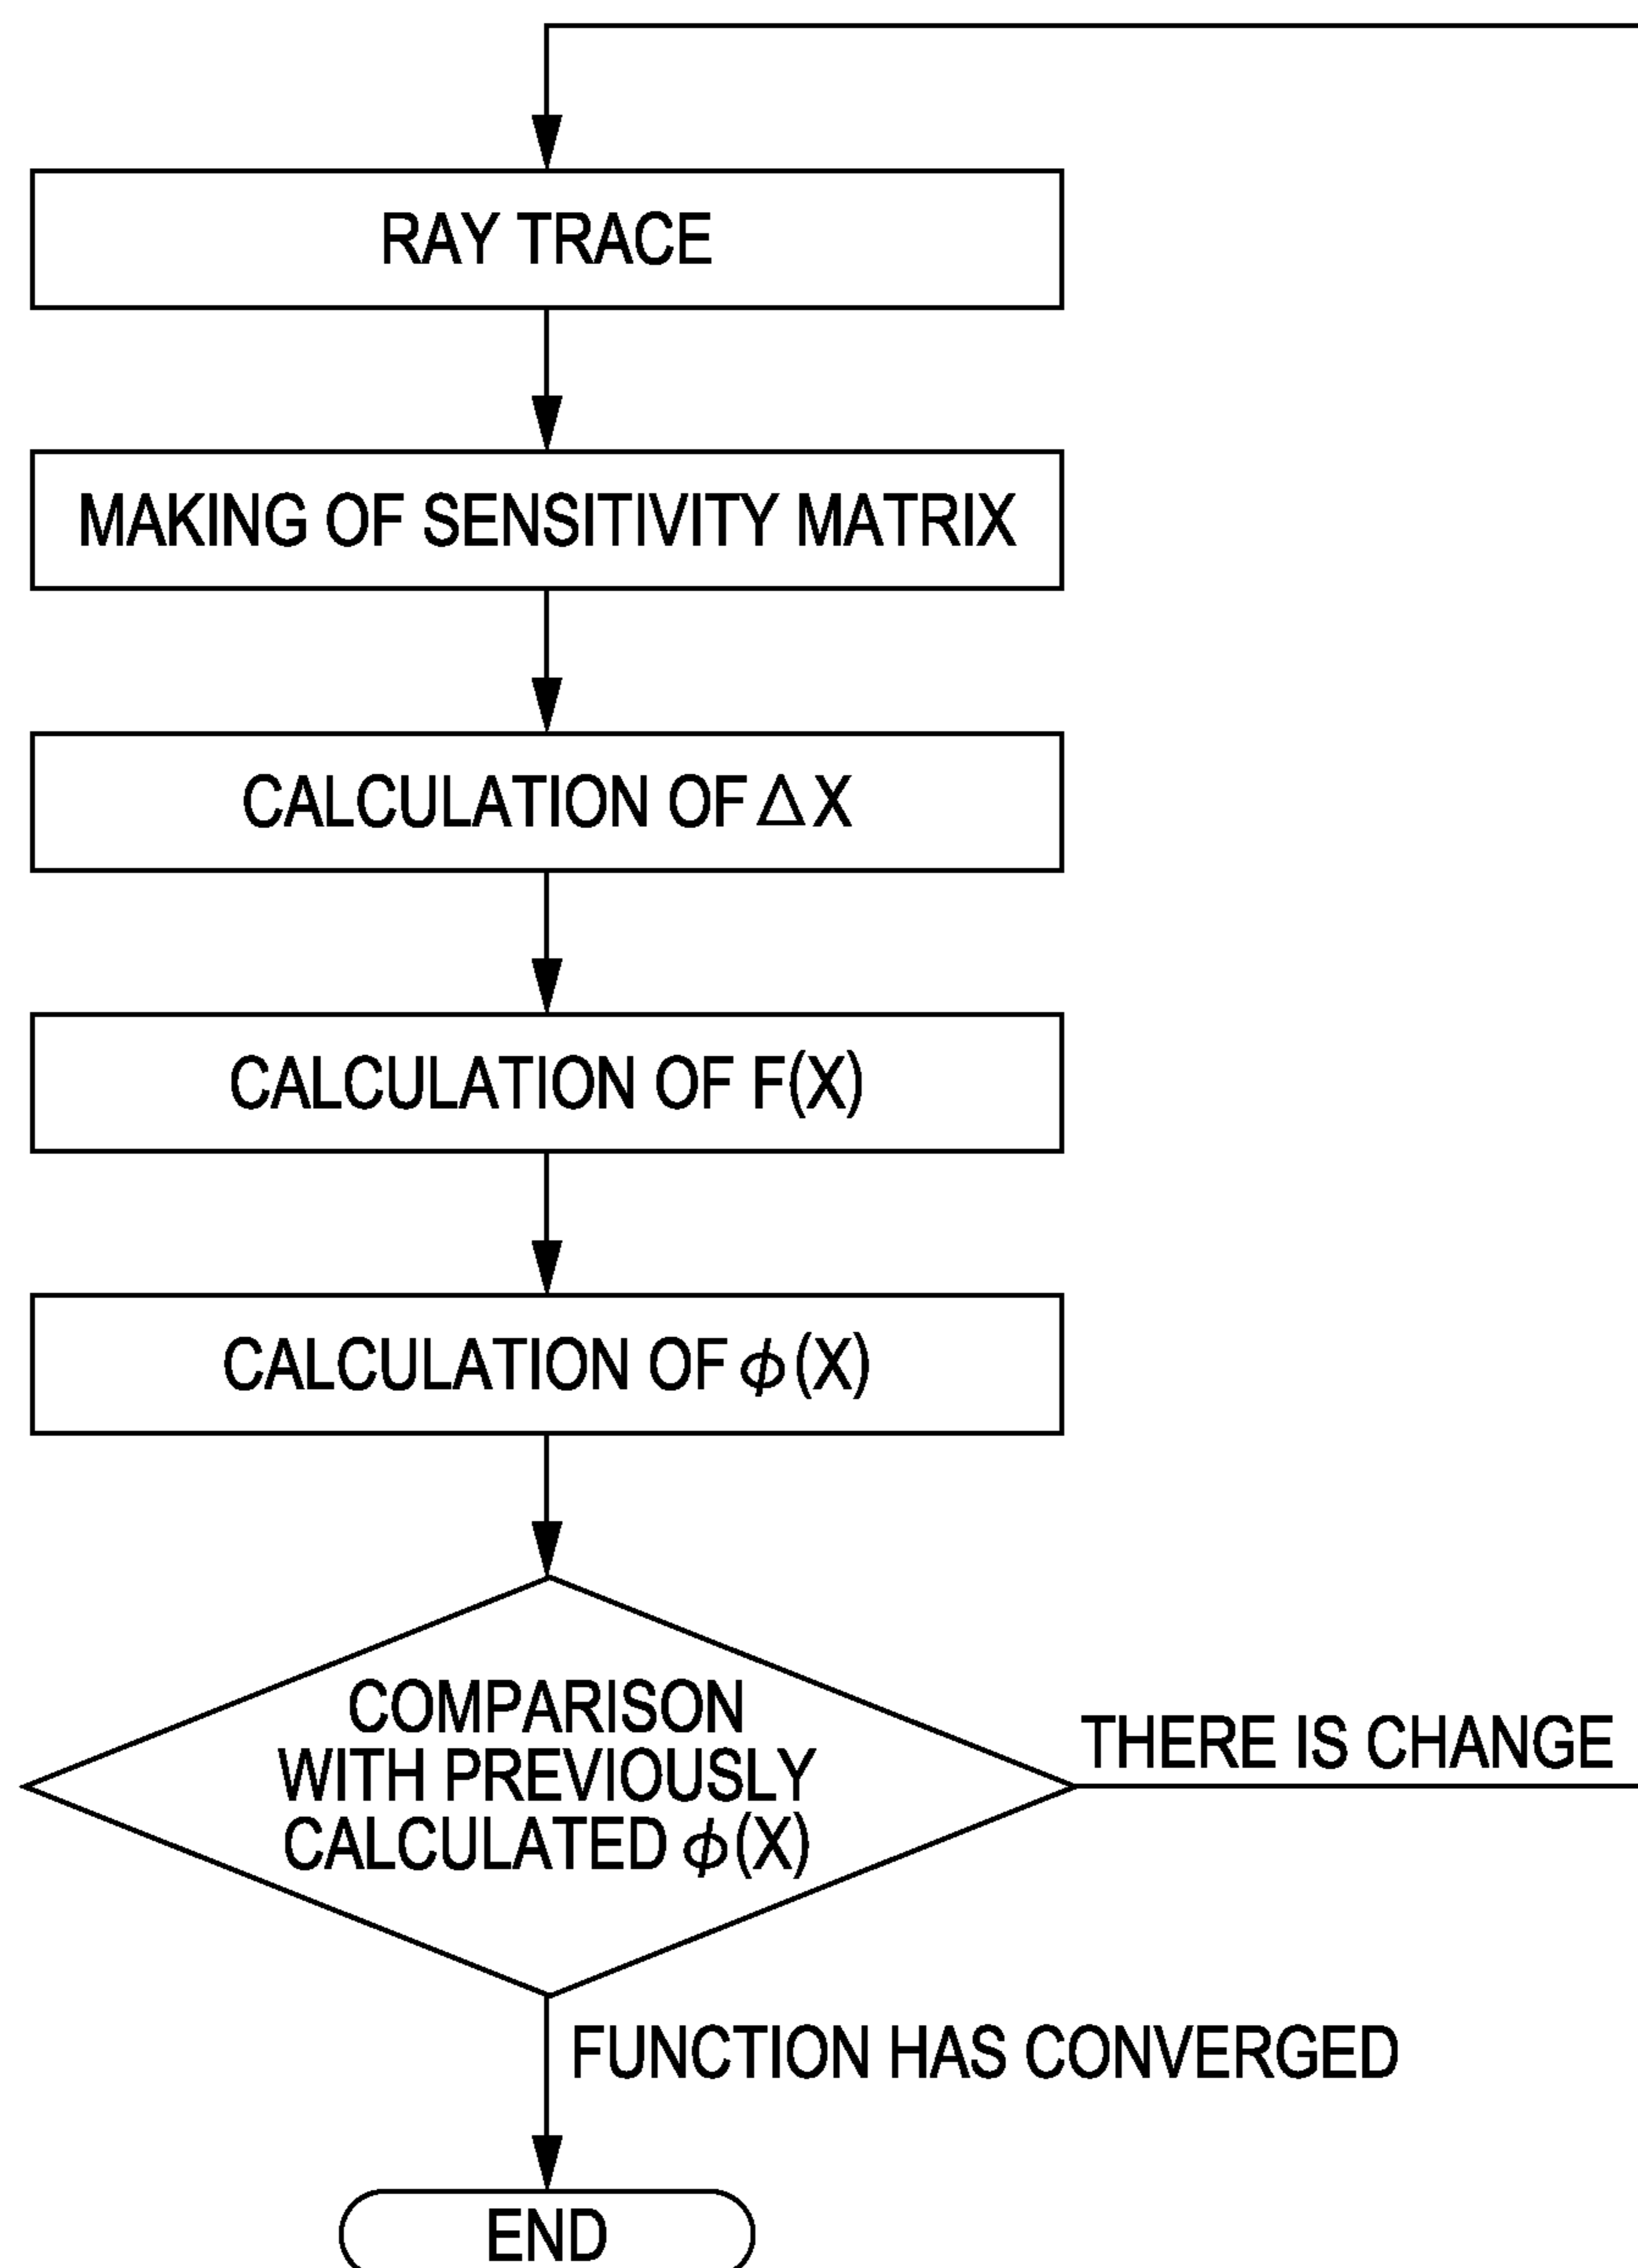 RAY TRACE
MAKING OF SENSITIVITY MATRIX
CALCULATION OF △X
CALCULATION OF F(X)
CALCULATION OF ϕ(X)
COMPARISON
WITH PREVIOUSLY
CALCULATED ϕ(X)
THERE IS CHANGE
FUNCTION HAS CONVERGED
END